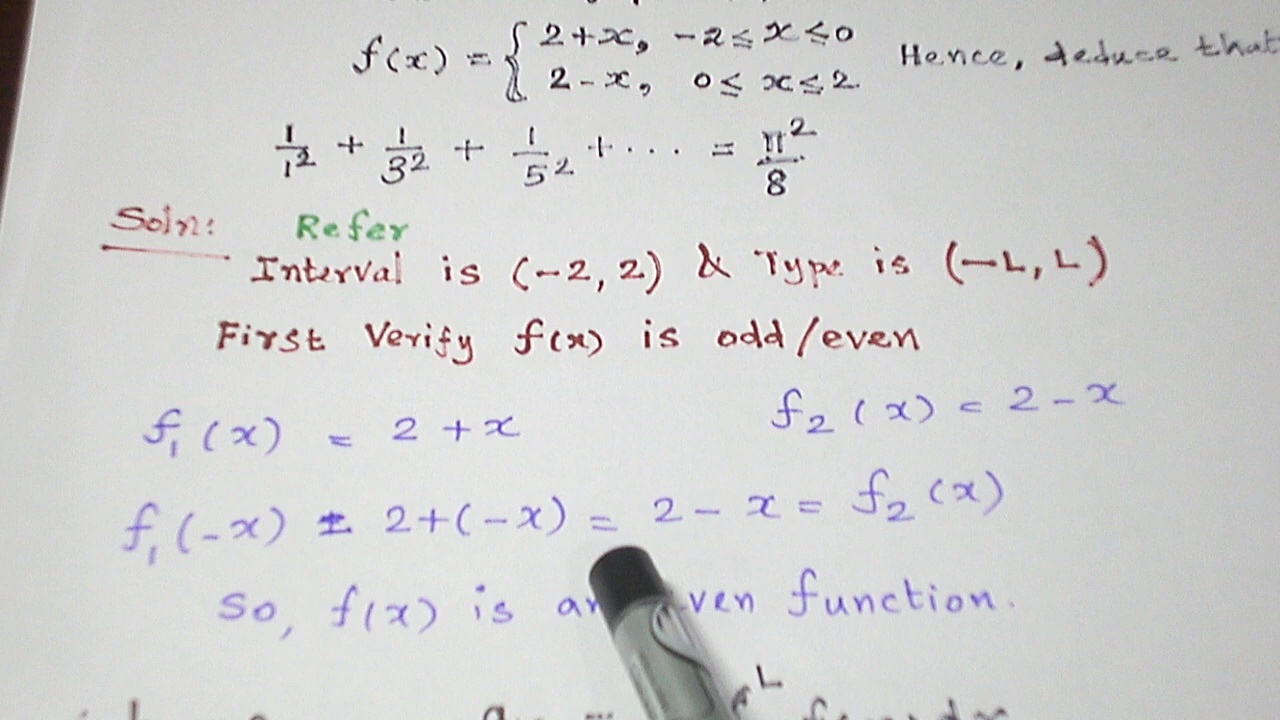 f(x) = { 2+x, -2 ≤ x ≤ 0 Hence, deduce that
2-x, 0 ≤ x ≤ 2
1/1² + 1/3² + 1/5² + ... = π²/8
Soln: Refer
Interval is (-2, 2) & Type is (-L, L)
First Verify f(x) is odd/even
f₁(x) = 2+x f₂(x) = 2-x
f₁(-x) = 2+(-x) = 2-x = f₂(x)
So, f(x) is an even function.